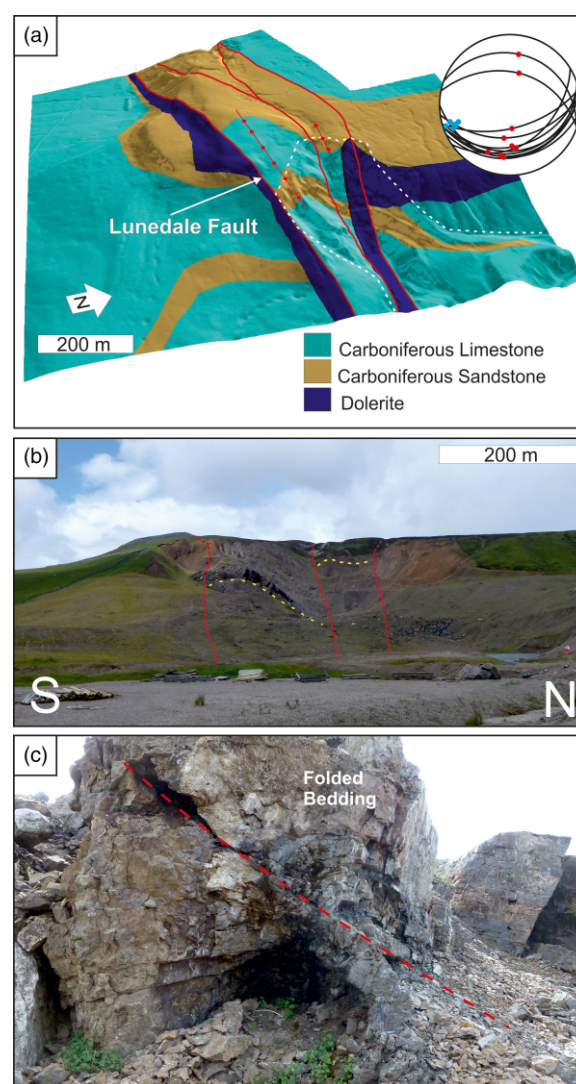 (a)
Lunedale Fault
N
200 m
Carboniferous Limestone
Carboniferous Sandstone
Dolerite
(b)
200 m
S
N
(c)
Folded
Bedding